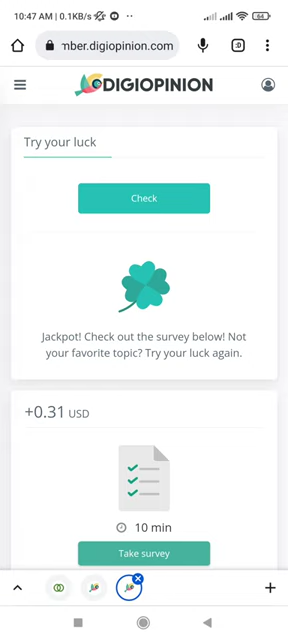 10:47 AM | 0.1KB/s
64
mber.digiopinion.com
:D
DIGIOPINION
Try your luck
Check
Jackpot! Check out the survey below! Not
your favorite topic? Try your luck again.
+0.31 USD
10 min
Take survey